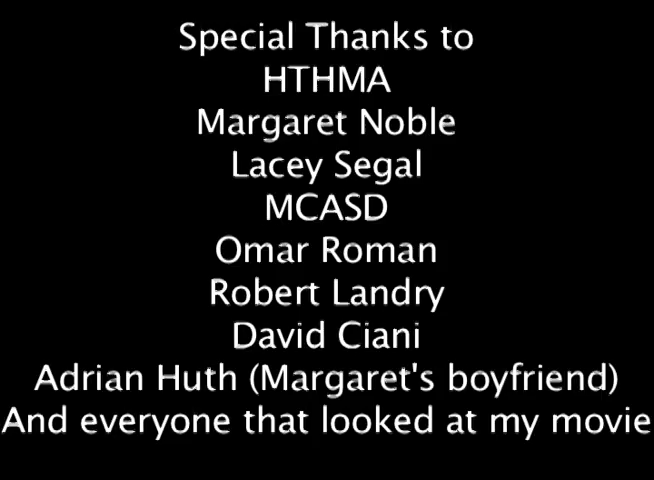 Special Thanks to
HTHMA
Margaret Noble
Lacey Segal
MCASD
Omar Roman
Robert Landry
David Ciani
Adrian Huth (Margaret's boyfriend)
And everyone that looked at my movie